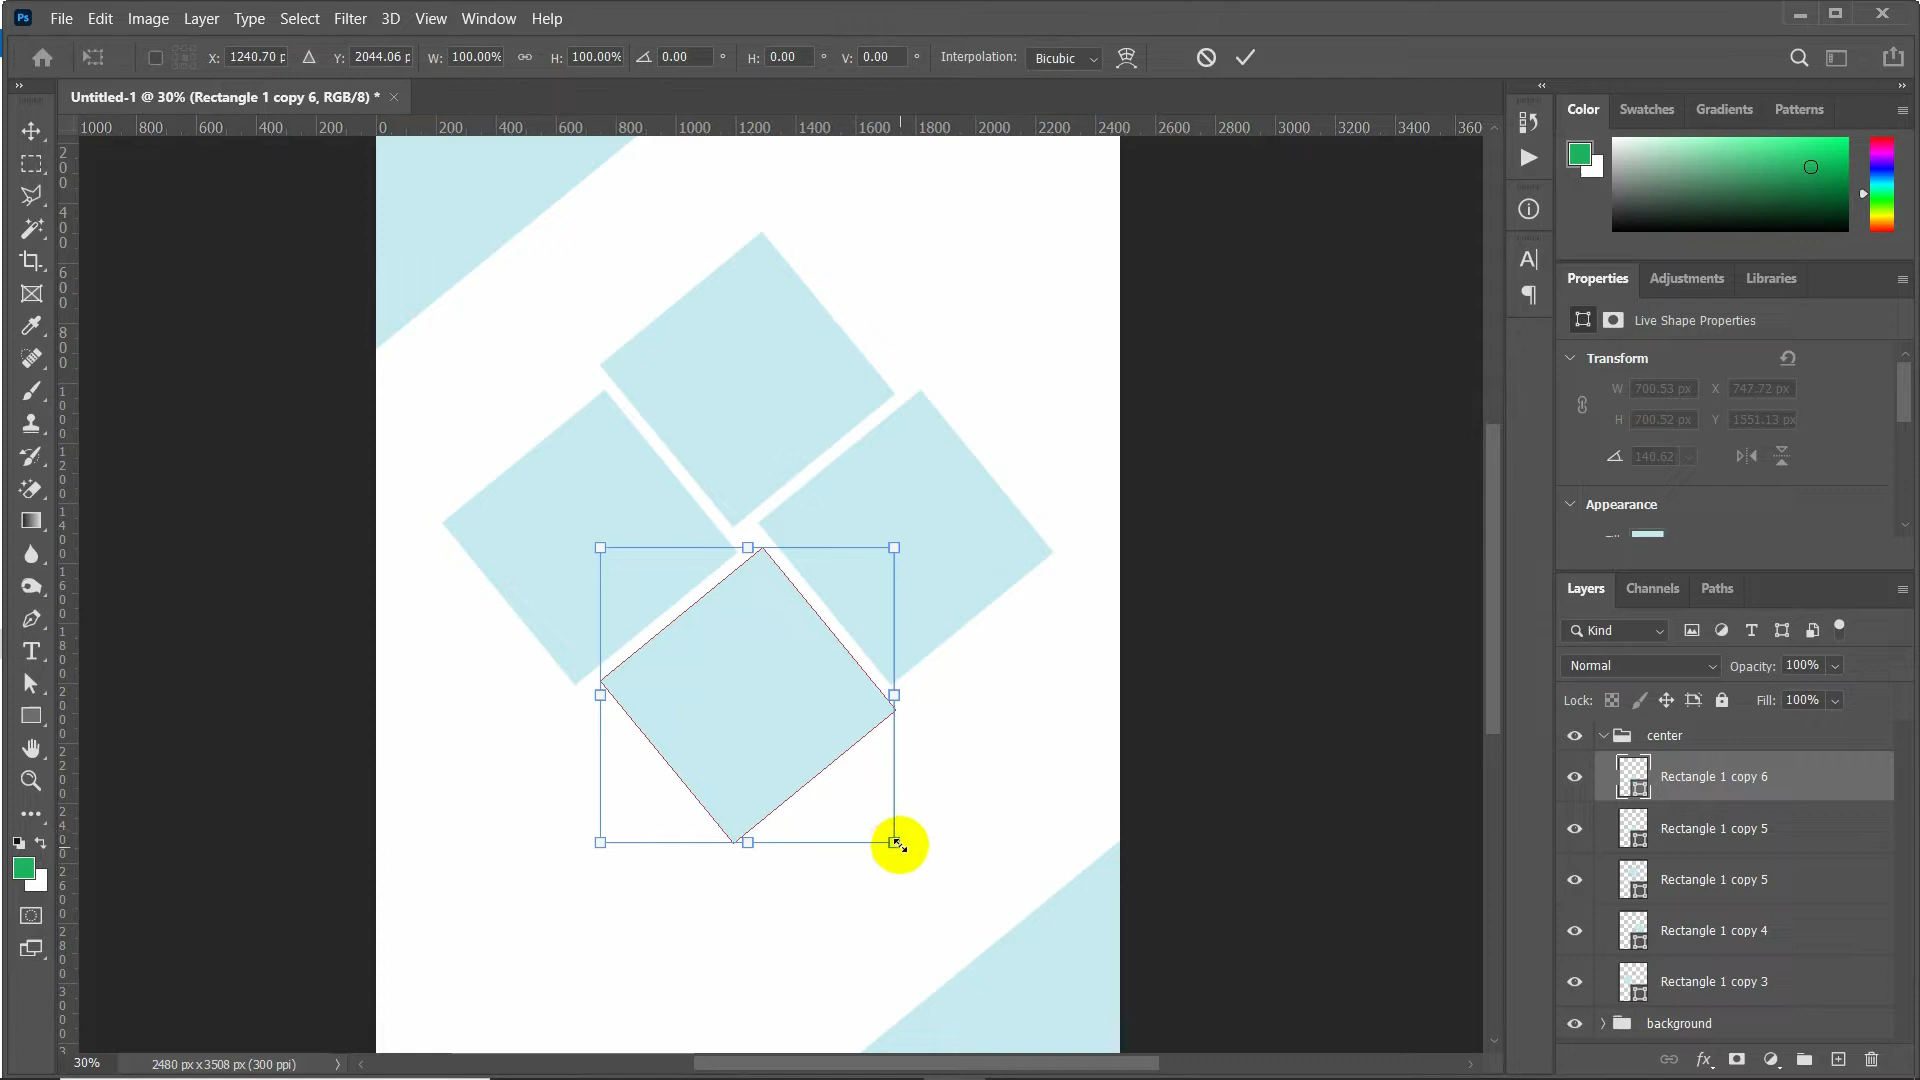 Ps File Edit Image Layer Type Select Filter 3D View Window Help
X: 1240.70 p Y: 2044.06 p W: 100.00% H: 100.00% 0.00 ° H: 0.00 ° V: 0.00 ° Interpolation: Bicubic
Untitled-1 @ 30% (Rectangle 1 copy 6, RGB/8) * ×
1000 800 600 400 200 0 200 400 600 800 1000 1200 1400 1600 1800 2000 2200 2400 2600 2800 3000 3200 3400 360
Color Swatches Gradients Patterns
Properties Adjustments Libraries
Live Shape Properties
Transform
W 700.53 px X 747.72 px
H 700.52 px Y 1551.13 px
140.62
Appearance
Layers Channels Paths
Kind
Normal Opacity: 100%
Lock: Fill: 100%
center
Rectangle 1 copy 6
Rectangle 1 copy 5
Rectangle 1 copy 5
Rectangle 1 copy 4
Rectangle 1 copy 3
background
30% 2480 px x 3508 px (300 ppi)